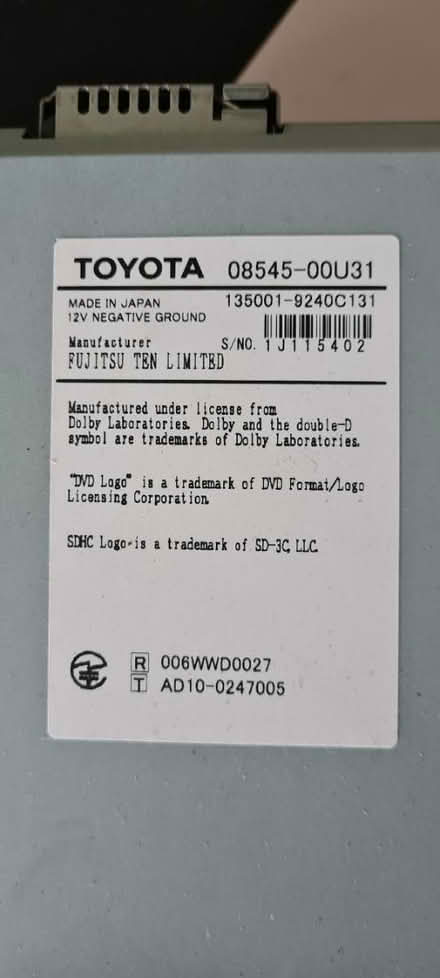 TOYOTA 08545-00U31
MADE IN JAPAN 135001-9240C131
12V NEGATIVE GROUND
Manufacturer S/NO. 1J115402
FUJITSU TEN LIMITED
Manufactured under license from
Dolby Laboratories. Dolby and the double-D
symbol are trademarks of Dolby Laboratories.
"DVD Logo" is a trademark of DVD Format/Logo
Licensing Corporation.
SDHC Logo is a trademark of SD-3C, LLC.
R 006WWD0027
T AD10-0247005